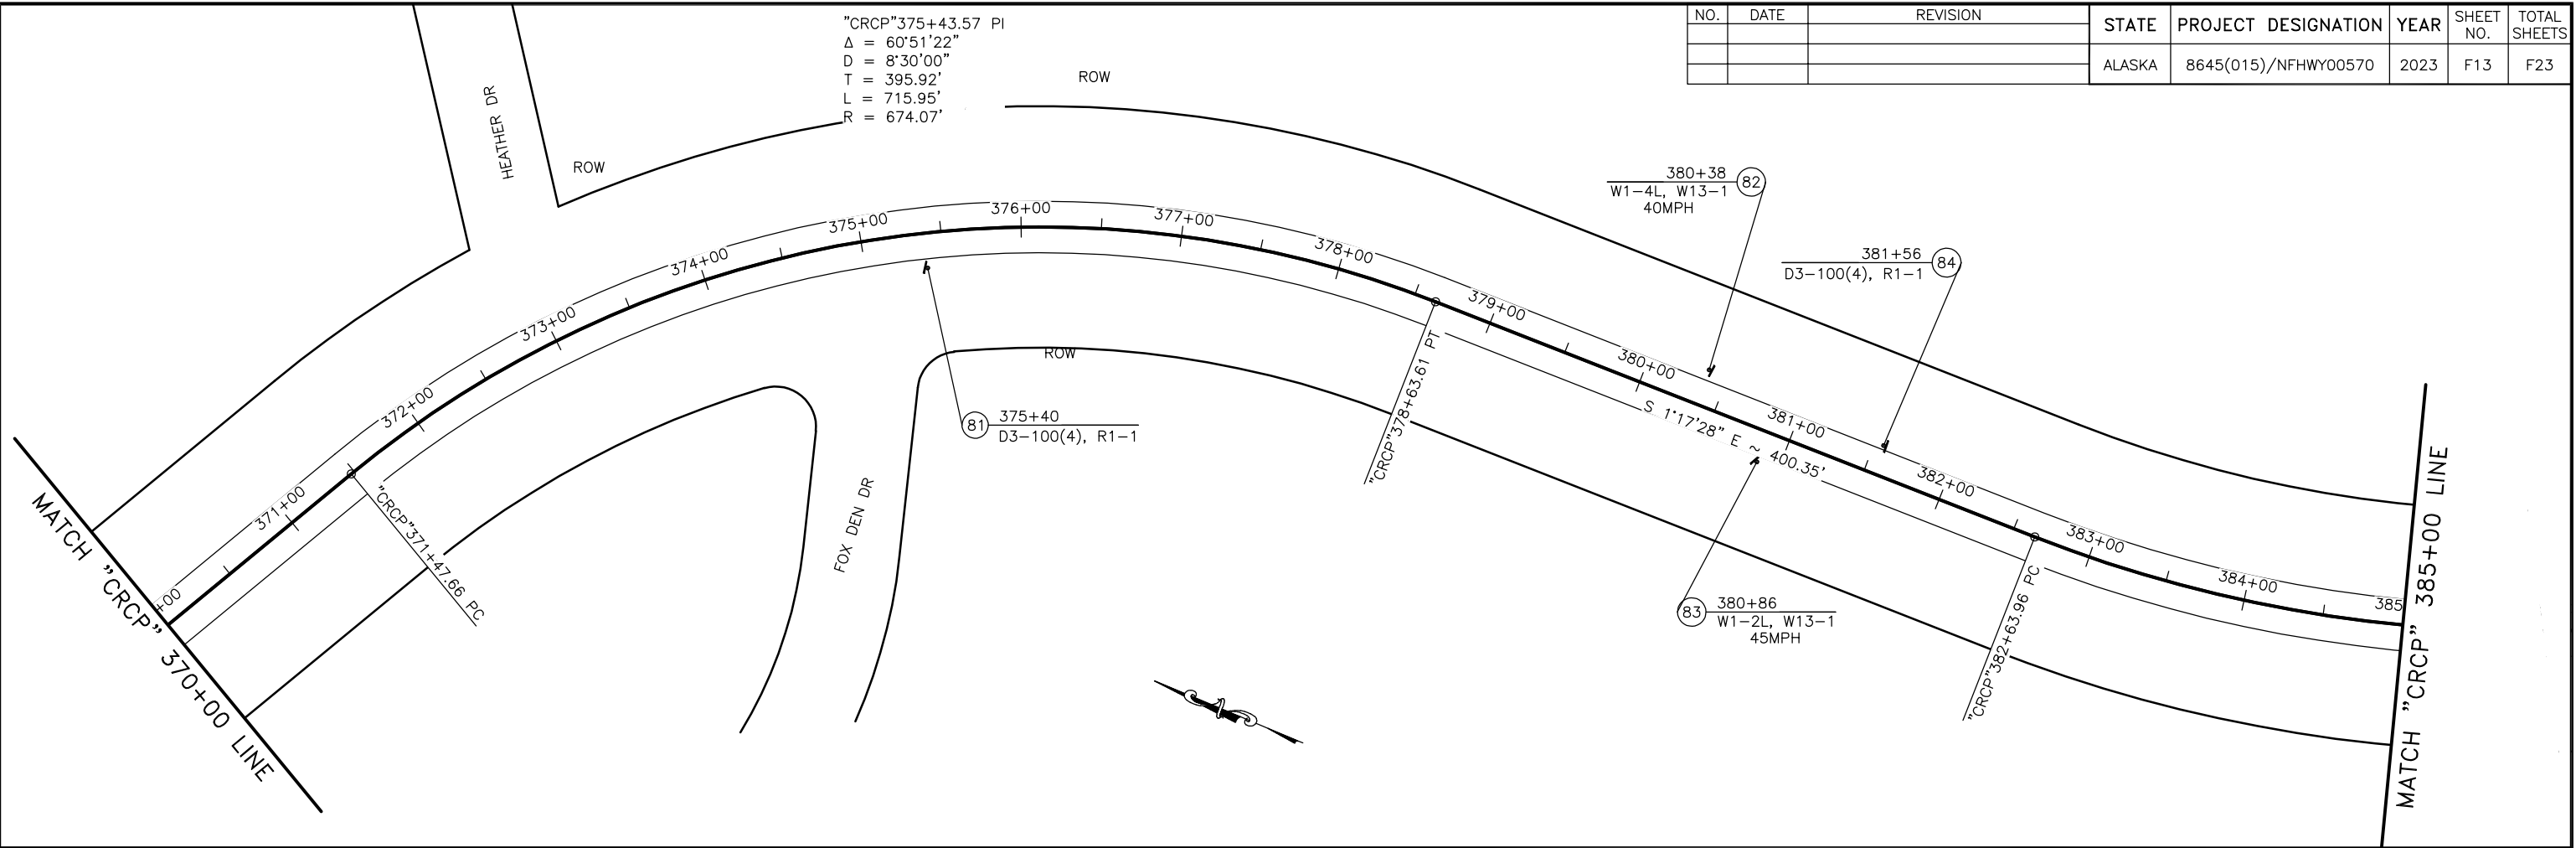 "CRCP"375+43.57 PI
Δ = 60°51'22"
D = 8°30'00"
T = 395.92'
L = 715.95'
R = 674.07'
NO. DATE REVISION
STATE PROJECT DESIGNATION YEAR SHEET NO. TOTAL SHEETS
ALASKA 8645(015)/NFHWY00570 2023 F13 F23
ROW
HEATHER DR
ROW
380+38 82
W1-4L, W13-1
40MPH
381+56 84
D3-100(4), R1-1
+00
371+00
372+00
373+00
374+00
375+00
376+00
377+00
378+00
379+00
380+00
381+00
382+00
383+00
384+00
385
ROW
"CRCP"371+47.66 PC
"CRCP"378+63.61 PT
S 1°17'28" E ~ 400.35'
"CRCP"382+63.96 PC
81 375+40
D3-100(4), R1-1
FOX DEN DR
83 380+86
W1-2L, W13-1
45MPH
MATCH "CRCP" 370+00 LINE
MATCH "CRCP" 385+00 LINE